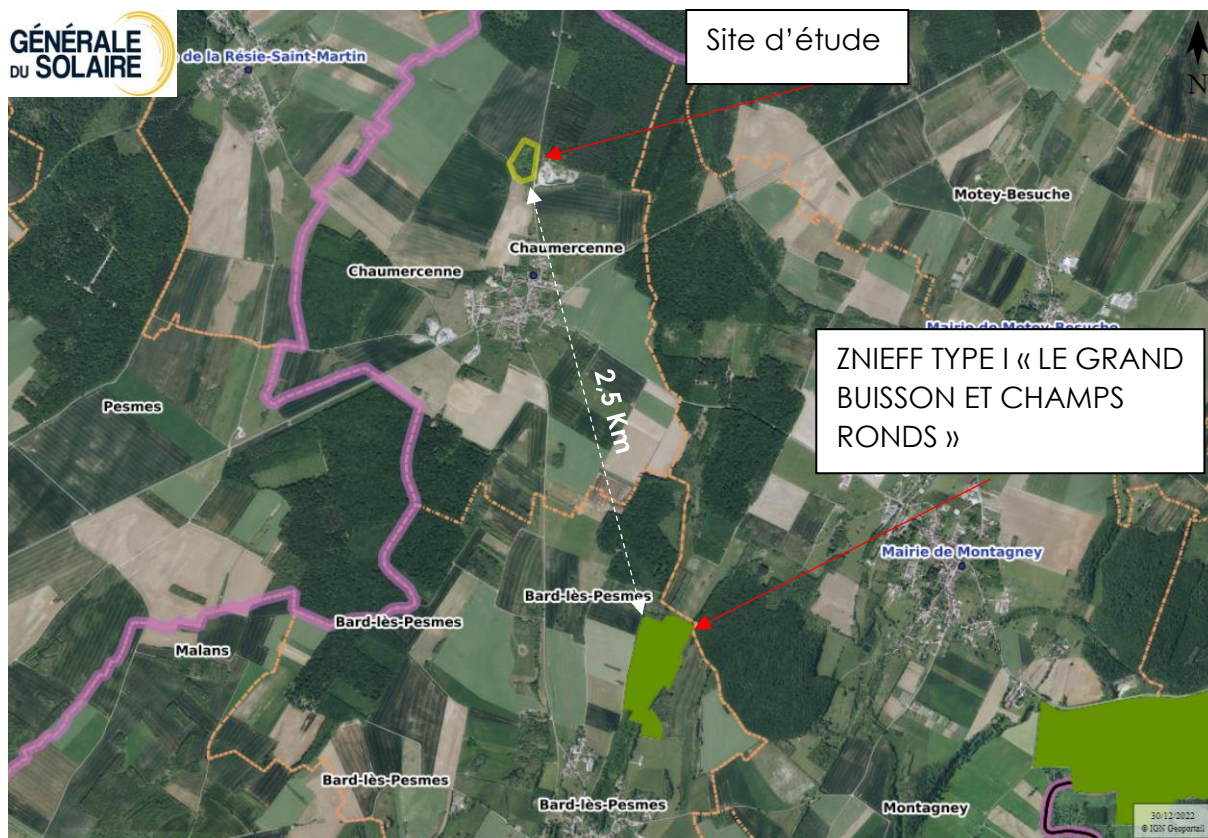 GÉNÉRALE
DU SOLAIRE
de la Résie-Saint-Martin
Site d'étude
N
Motey-Besuche
Chaumercenne
Chaumercenne
Mairie de Motey-Besuche
ZNIEFF TYPE I « LE GRAND
BUISSON ET CHAMPS
RONDS »
Pesmes
2,5 Km
Mairie de Montagney
Bard-lès-Pesmes
Bard-lès-Pesmes
Malans
Bard-lès-Pesmes
Bard-lès-Pesmes
Montagney
30/12/2022
© IGN Géoportail